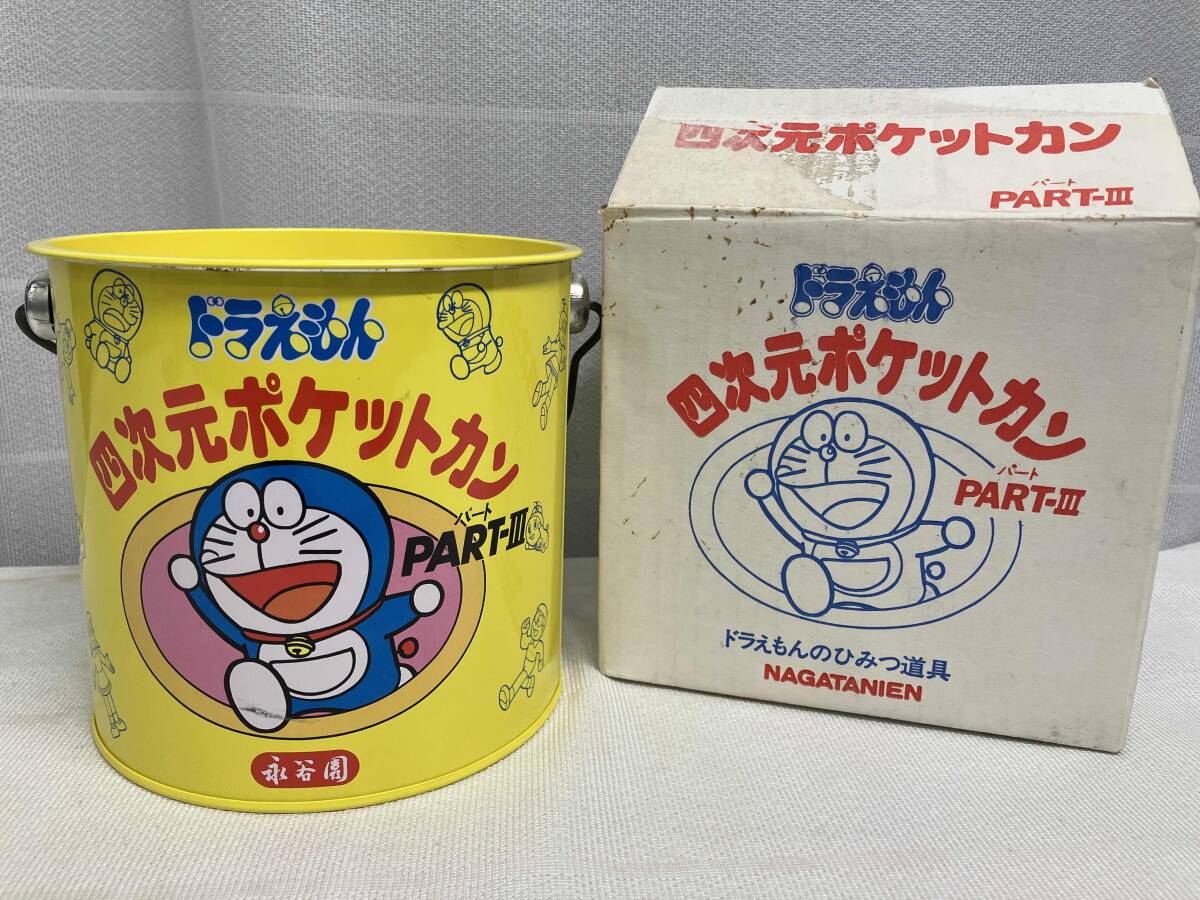 ドラえもん
四次元ポケットカン
パート
PART-III
永谷園
四次元ポケットカン
パート
PART-III
ドラえもん
四次元ポケットカン
パート
PART-III
ドラえもんのひみつ道具
NAGATANIEN